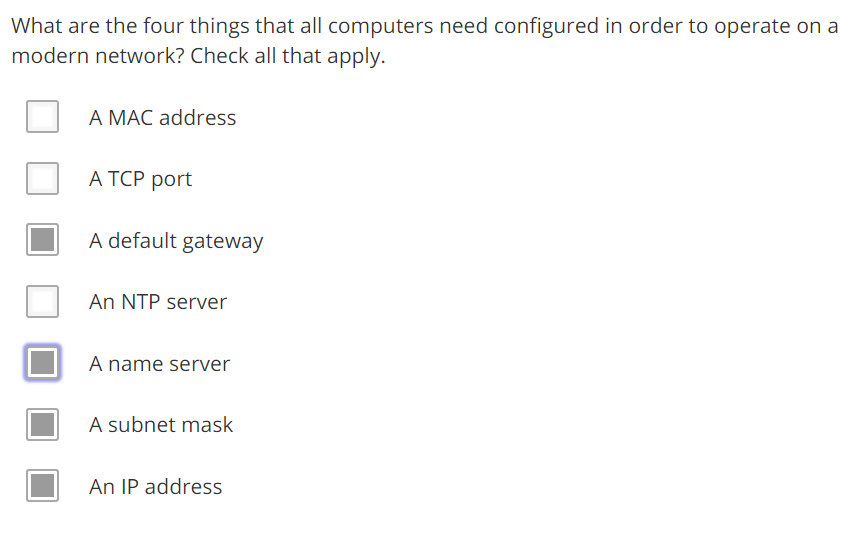 What are the four things that all computers need configured in order to operate on a
modern network? Check all that apply.
A MAC address
A TCP port
A default gateway
An NTP server
A name server
A subnet mask
An IP address